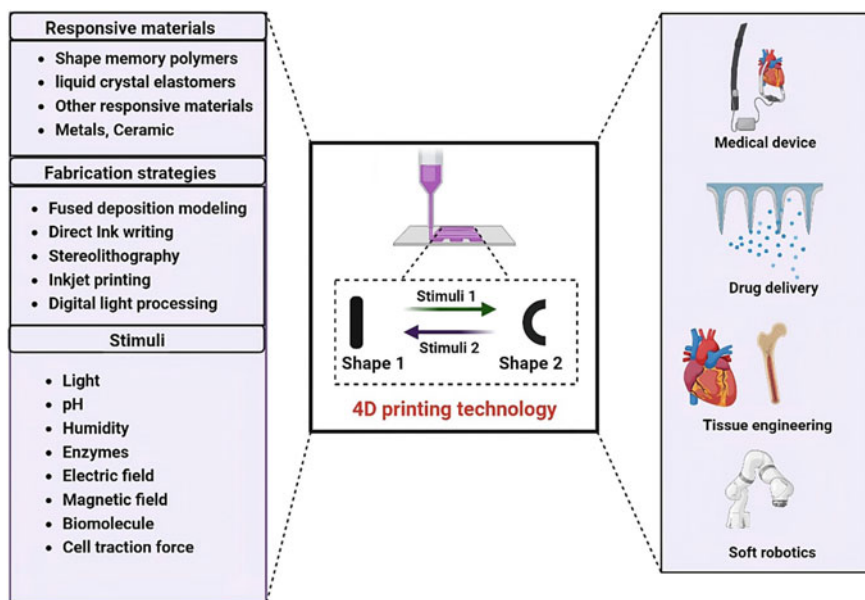 Responsive materials
• Shape memory polymers
• liquid crystal elastomers
• Other responsive materials
• Metals, Ceramic
Fabrication strategies
• Fused deposition modeling
• Direct Ink writing
• Stereolithography
• Inkjet printing
• Digital light processing
Stimuli
• Light
• pH
• Humidity
• Enzymes
• Electric field
• Magnetic field
• Biomolecule
• Cell traction force
Stimuli 1
Stimuli 2
Shape 1
Shape 2
4D printing technology
Medical device
Drug delivery
Tissue engineering
Soft robotics